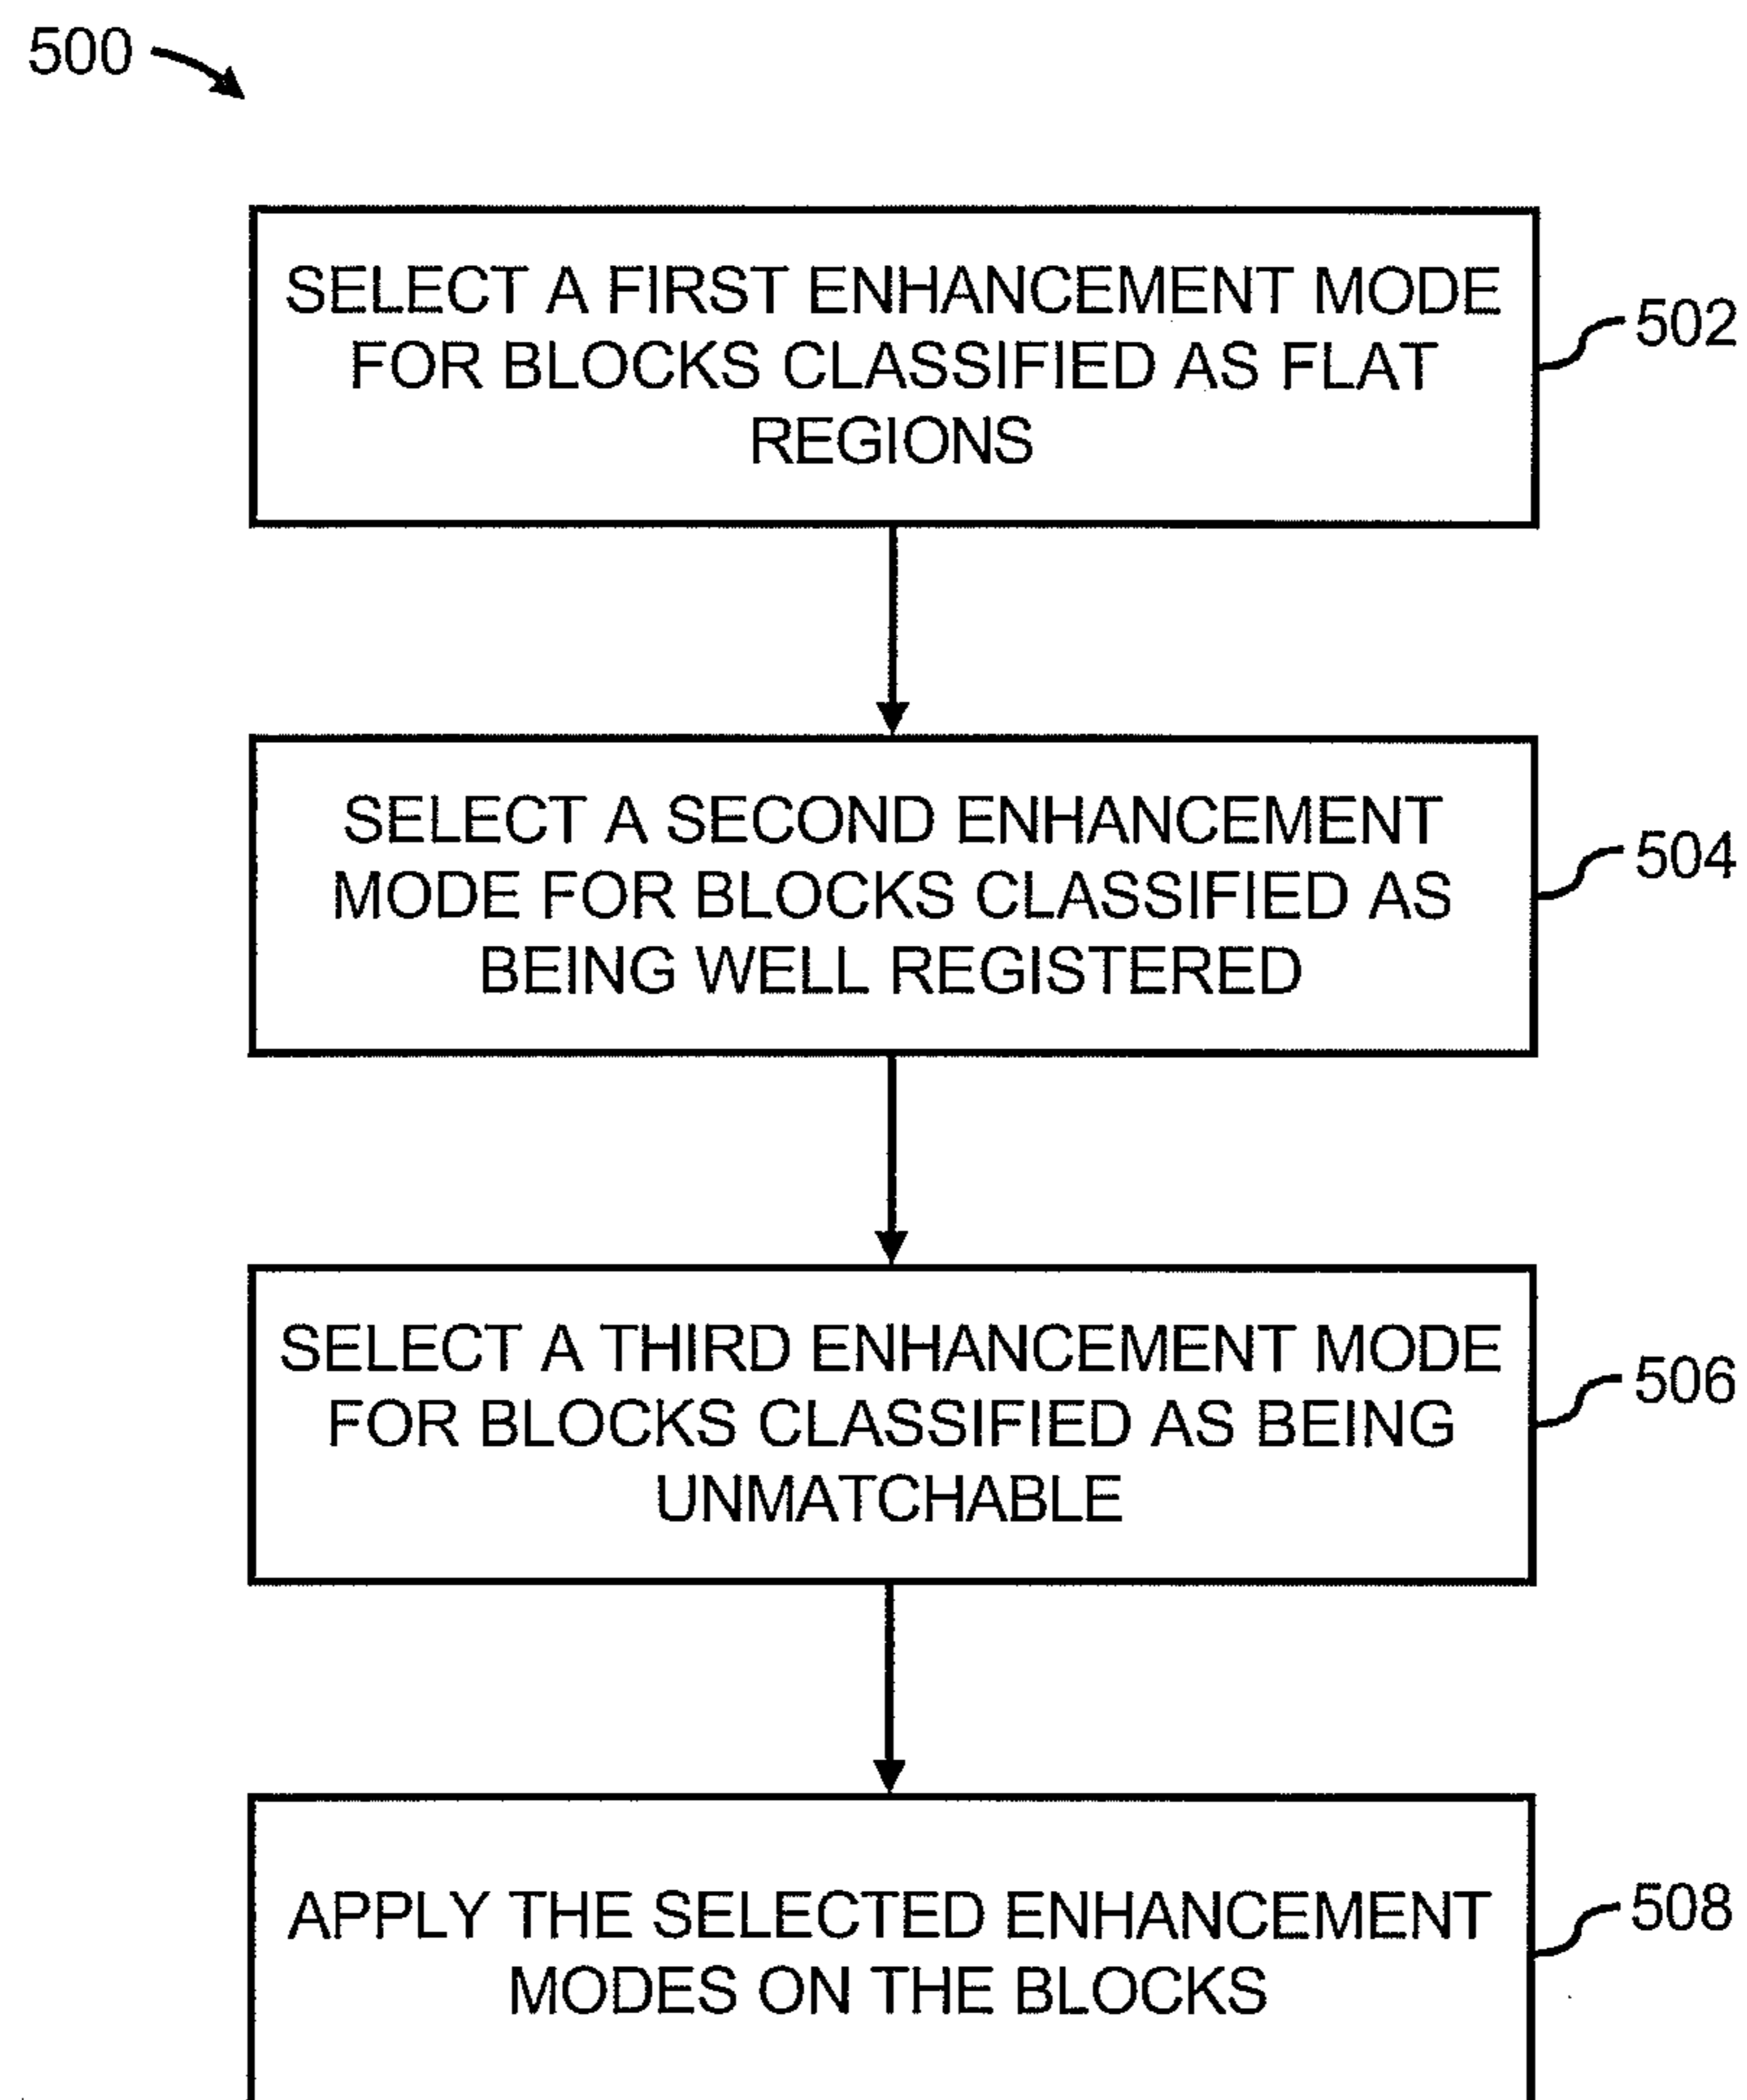 500
SELECT A FIRST ENHANCEMENT MODE
FOR BLOCKS CLASSIFIED AS FLAT
REGIONS
502
SELECT A SECOND ENHANCEMENT
MODE FOR BLOCKS CLASSIFIED AS
BEING WELL REGISTERED
504
SELECT A THIRD ENHANCEMENT MODE
FOR BLOCKS CLASSIFIED AS BEING
UNMATCHABLE
506
APPLY THE SELECTED ENHANCEMENT
MODES ON THE BLOCKS
508